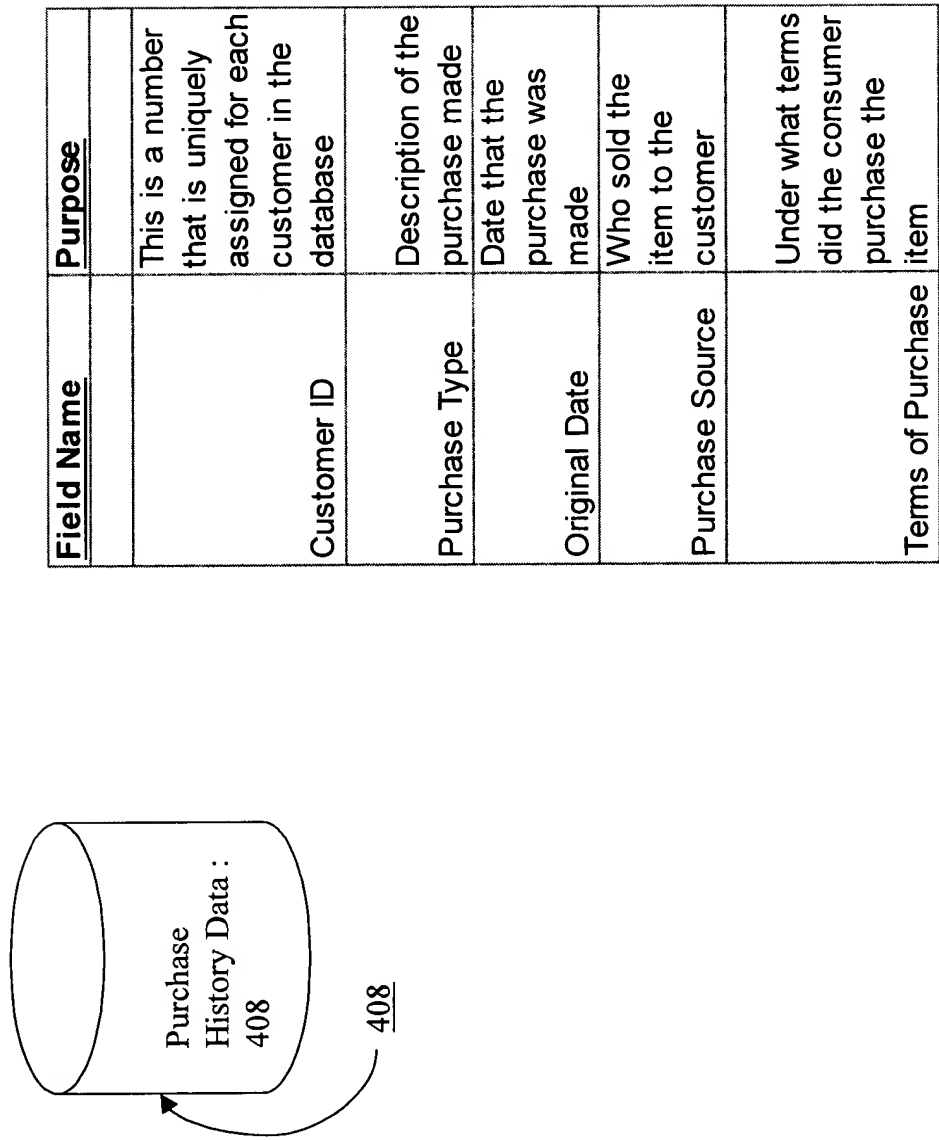 Purchase
History Data :
408
408
Field Name
Purpose
Customer ID
This is a number
that is uniquely
assigned for each
customer in the
database
Purchase Type
Description of the
purchase made
Original Date
Date that the
purchase was
made
Purchase Source
Who sold the
item to the
customer
Terms of Purchase
Under what terms
did the consumer
purchase the
item